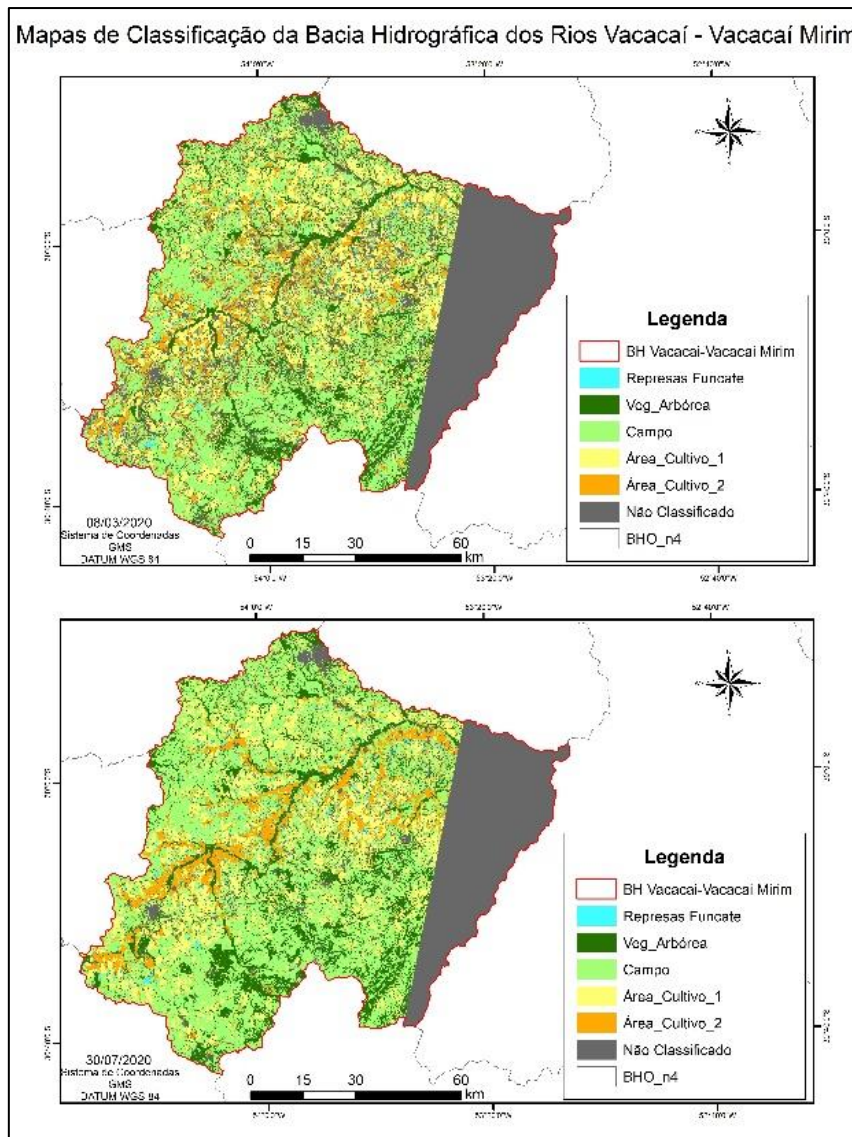 Mapas de Classificação da Bacia Hidrográfica dos Rios Vacacaí - Vacacaí Mirim
Legenda
BH Vacacai-Vacacai Mirim
Represas Funcate
Veg_Arbórea
Campo
Área_Cultivo_1
Área_Cultivo_2
Não Classificado
BHO_n4
08/03/2020
Sistema de Coordenadas
GMS
DATUM WGS 84
0 15 30 60
km
Legenda
BH Vacacai-Vacacai Mirim
Represas Funcate
Veg_Arbórea
Campo
Área_Cultivo_1
Área_Cultivo_2
Não Classificado
BHO_n4
30/07/2020
Sistema de Coordenadas
GMS
DATUM WGS 84
0 15 30 60
km